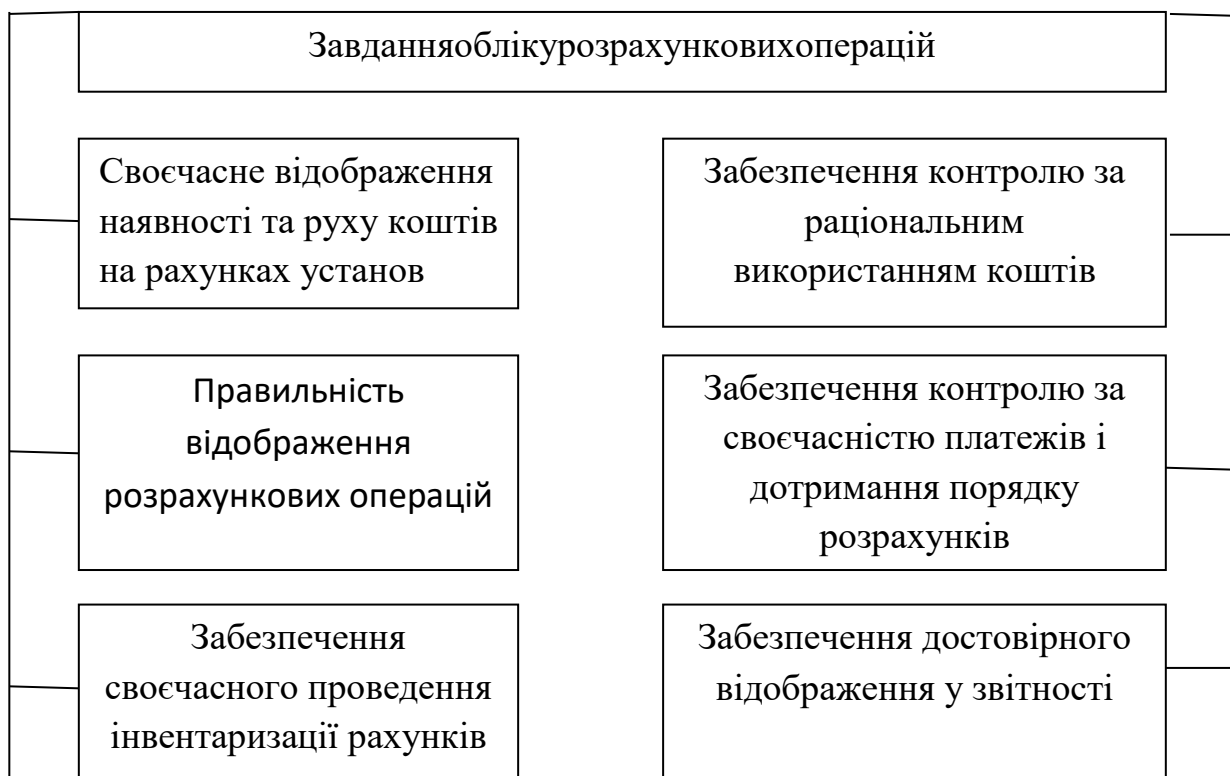 Завданняоблікурозрахунковихоперацій
Своєчасне відображення
наявності та руху коштів
на рахунках установ
Забезпечення контролю за
раціональним
використанням коштів
Правильність
відображення
розрахункових операцій
Забезпечення контролю за
своєчасністю платежів і
дотримання порядку
розрахунків
Забезпечення
своєчасного проведення
інвентаризації рахунків
Забезпечення достовірного
відображення у звітності